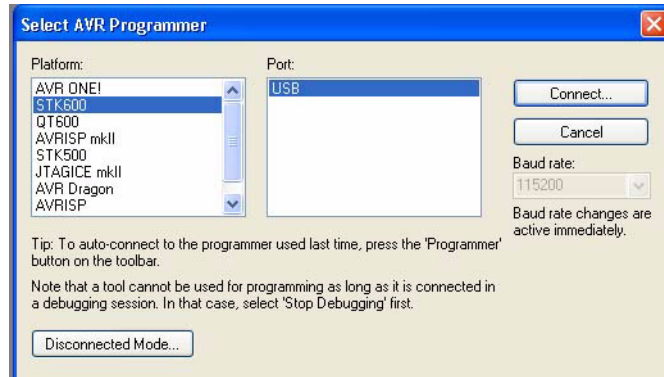 Select AVR Programmer
Platform:
AVR ONE!
STK600
QT600
AVRISP mkII
STK500
JTAGICE mkII
AVR Dragon
AVRISP
Port:
USB
Connect...
Cancel
Baud rate:
115200
Baud rate changes are
active immediately.
Tip: To auto-connect to the programmer used last time, press the 'Programmer'
button on the toolbar.
Note that a tool cannot be used for programming as long as it is connected in
a debugging session. In that case, select 'Stop Debugging' first.
Disconnected Mode...